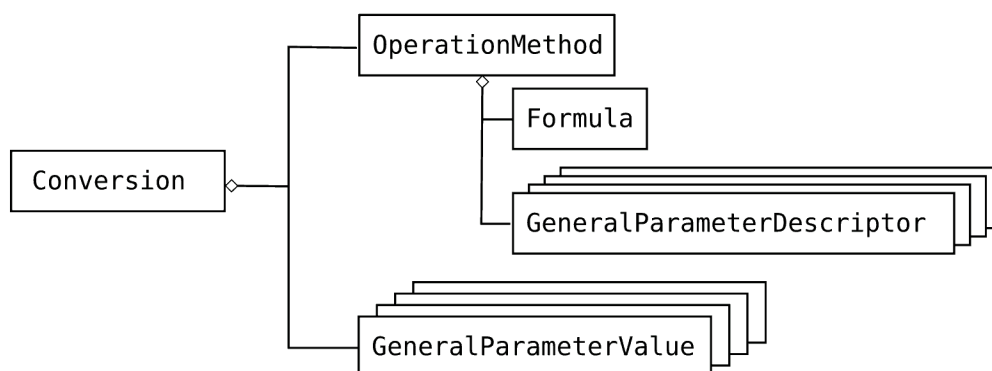 OperationMethod
Formula
Conversion
GeneralParameterDescriptor
GeneralParameterValue